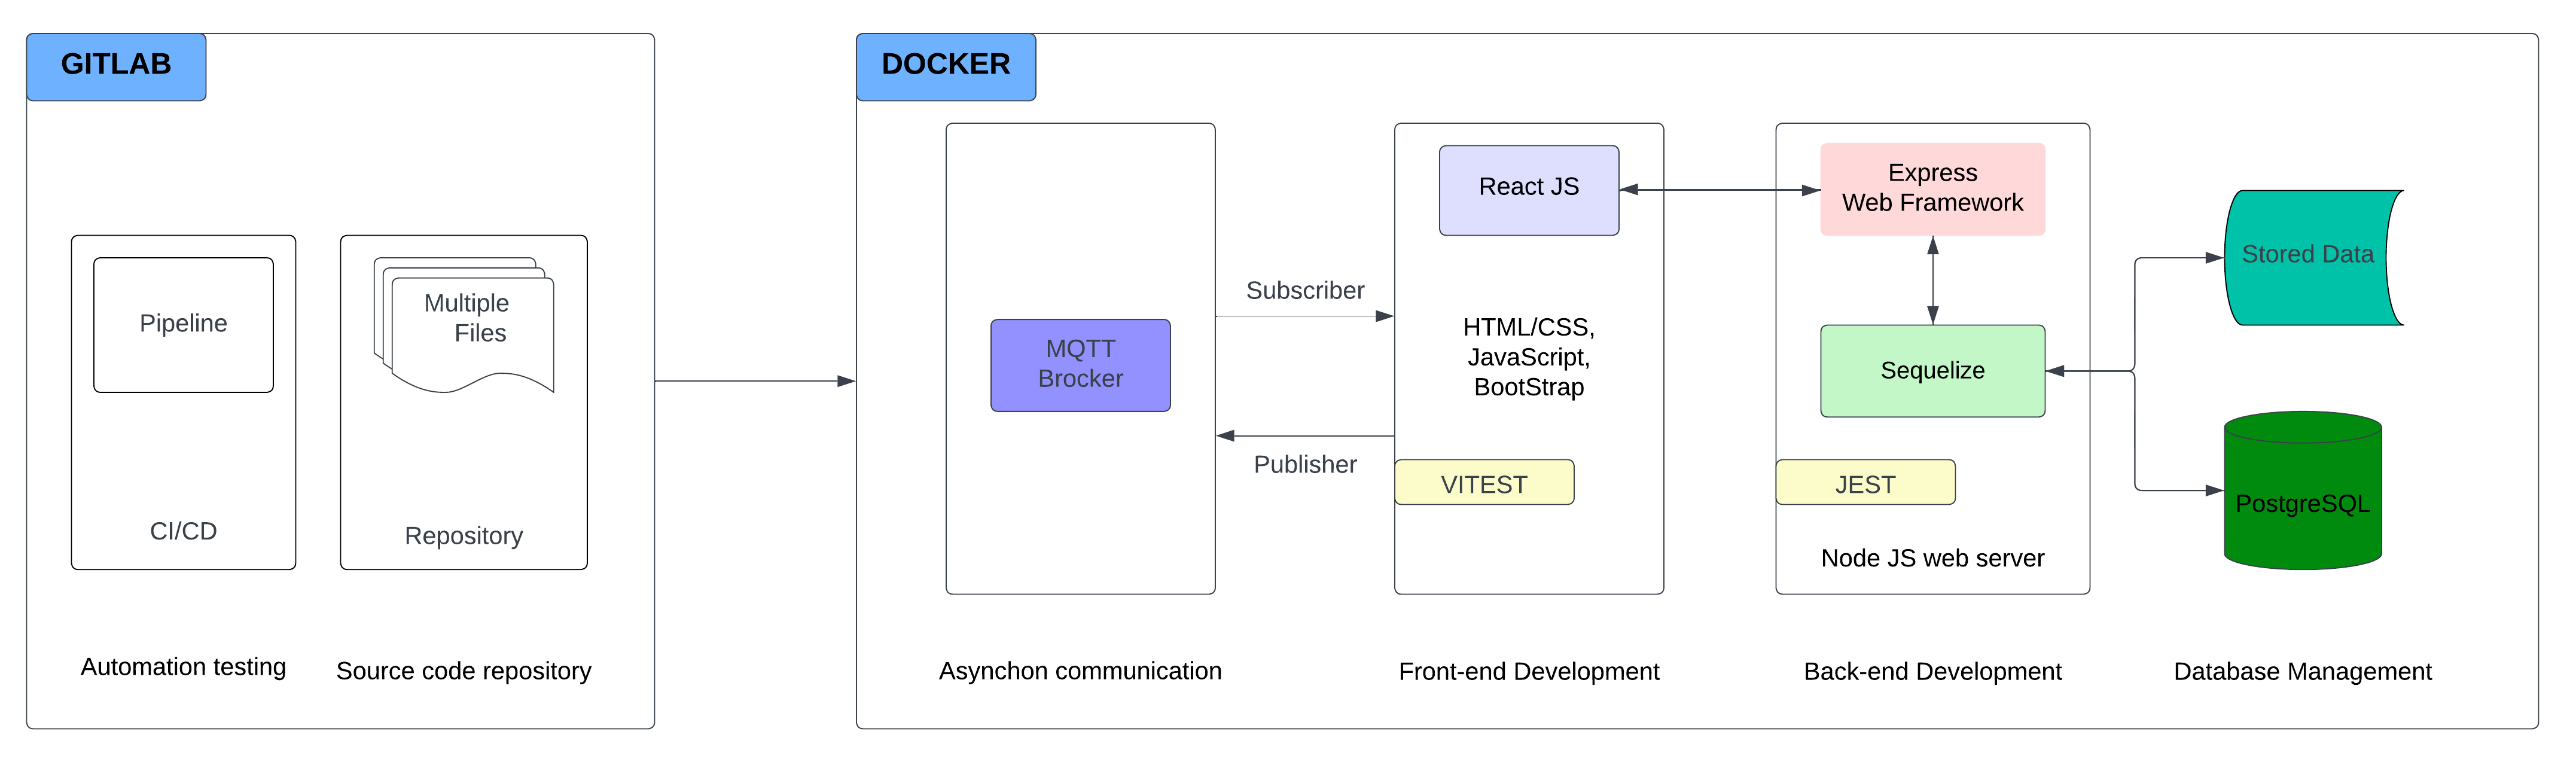 GITLAB
Pipeline
CI/CD
Automation testing
Multiple
Files
Repository
Source code repository
DOCKER
MQTT
Brocker
Asynchon communication
Subscriber
Publisher
React JS
HTML/CSS,
JavaScript,
BootStrap
VITEST
Front-end Development
Express
Web Framework
Sequelize
JEST
Node JS web server
Back-end Development
Stored Data
PostgreSQL
Database Management